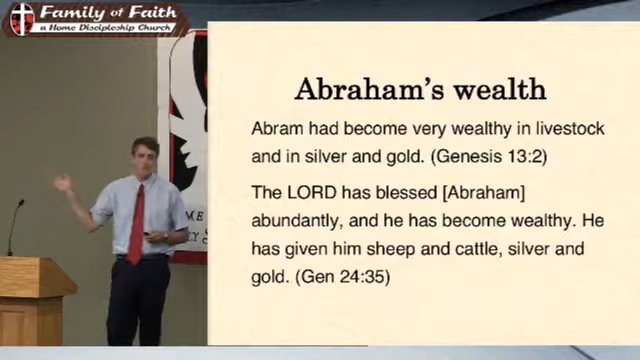 Family of Faith
a Home Discipleship Church
Abraham's wealth
Abram had become very wealthy in livestock
and in silver and gold. (Genesis 13:2)
The LORD has blessed [Abraham]
abundantly, and he has become wealthy. He
has given him sheep and cattle, silver and
gold. (Gen 24:35)